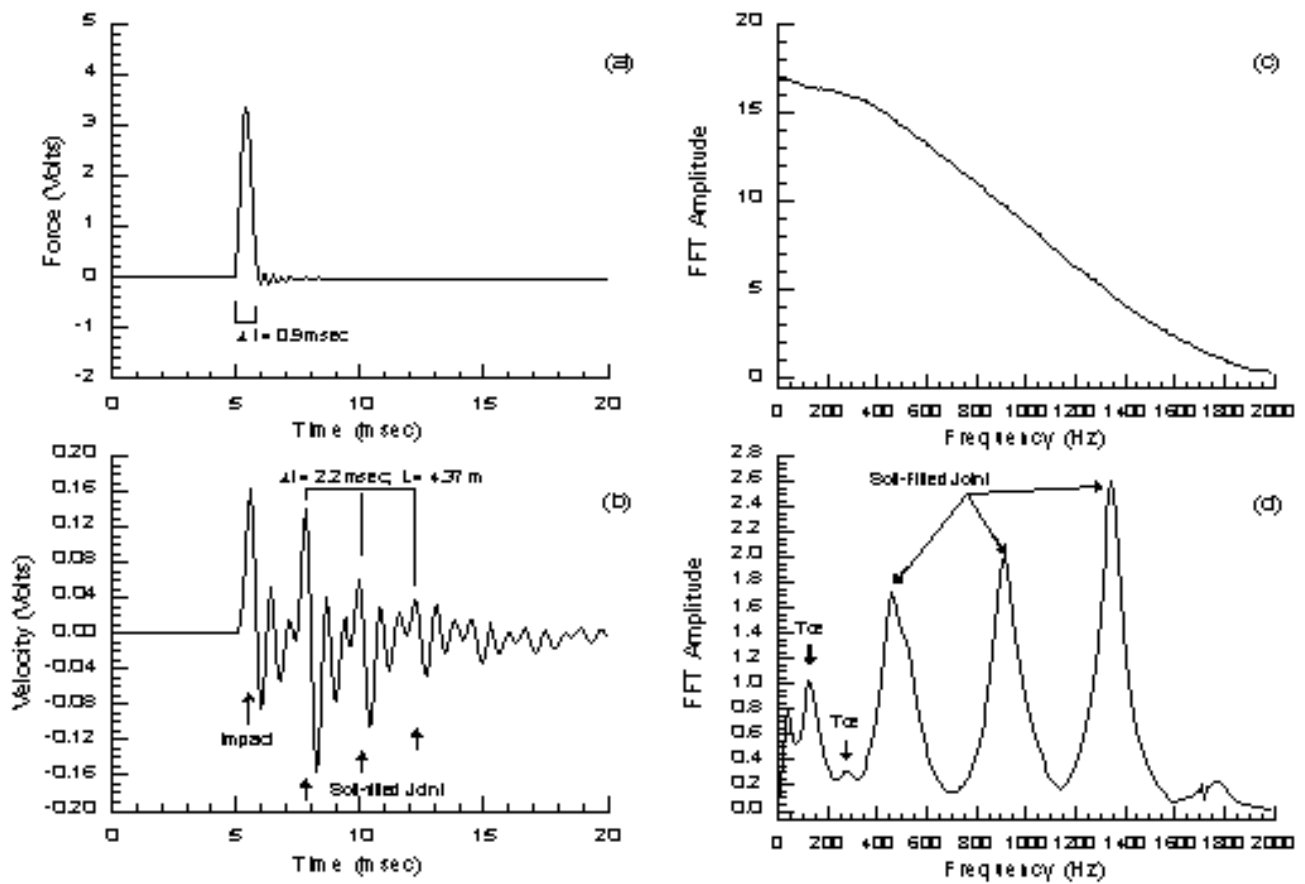 (a)
5
4
3
2
1
0
-1
-2
Force (Volts)
▲ t = 0.9 msec
0 5 10 15 20
Time (msec)
(c)
20
15
10
5
0
FFT Amplitude
0 200 400 600 800 1000 1200 1400 1600 1800 2000
Frequency (Hz)
(b)
0.20
0.16
0.12
0.08
0.04
0.00
-0.04
-0.08
-0.12
-0.16
-0.20
Velocity (Volts)
▲t = 2.2 msec, L = 4.37 m
Impact
Soil-filled Joint
0 5 10 15 20
Time (msec)
(d)
2.8
2.6
2.4
2.2
2.0
1.8
1.6
1.4
1.2
1.0
0.8
0.6
0.4
0.2
0.0
FFT Amplitude
Soil-Filled Joint
Toe
Toe
0 200 400 600 800 1000 1200 1400 1600 1800 2000
Frequency (Hz)